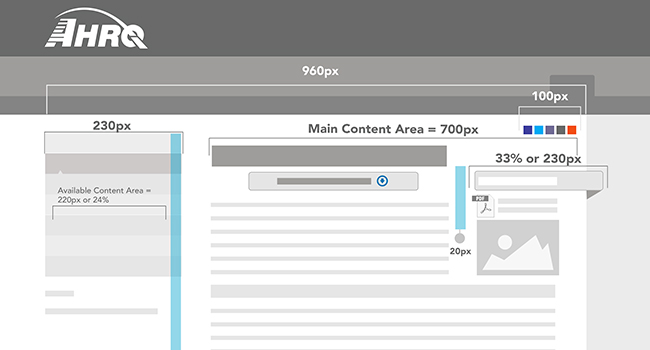 AHRQ
960px
100px
230px
Main Content Area = 700px
33% or 230px
Available Content Area =
220px or 24%
PDF
20px